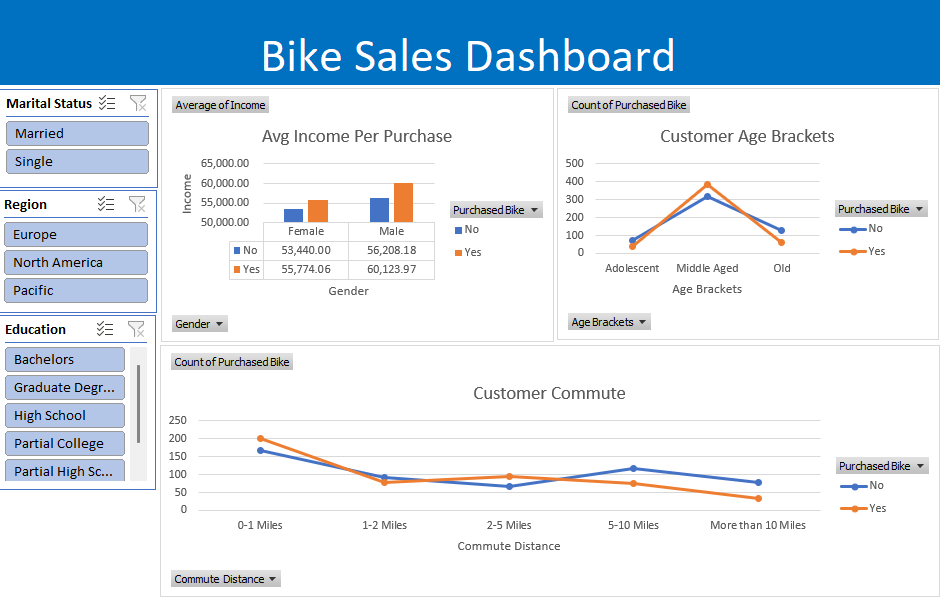 Bike Sales Dashboard
Marital Status
Married
Single
Region
Europe
North America
Pacific
Education
Bachelors
Graduate Degr...
High School
Partial College
Partial High Sc...
Average of Income
Avg Income Per Purchase
65,000.00
60,000.00
55,000.00
50,000.00
Income
Female Male
No 53,440.00 56,208.18
Yes 55,774.06 60,123.97
Gender
Purchased Bike
No
Yes
Gender
Count of Purchased Bike
Customer Age Brackets
500
400
300
200
100
0
Adolescent Middle Aged Old
Age Brackets
Purchased Bike
No
Yes
Age Brackets
Count of Purchased Bike
Customer Commute
250
200
150
100
50
0
0-1 Miles 1-2 Miles 2-5 Miles 5-10 Miles More than 10 Miles
Commute Distance
Purchased Bike
No
Yes
Commute Distance